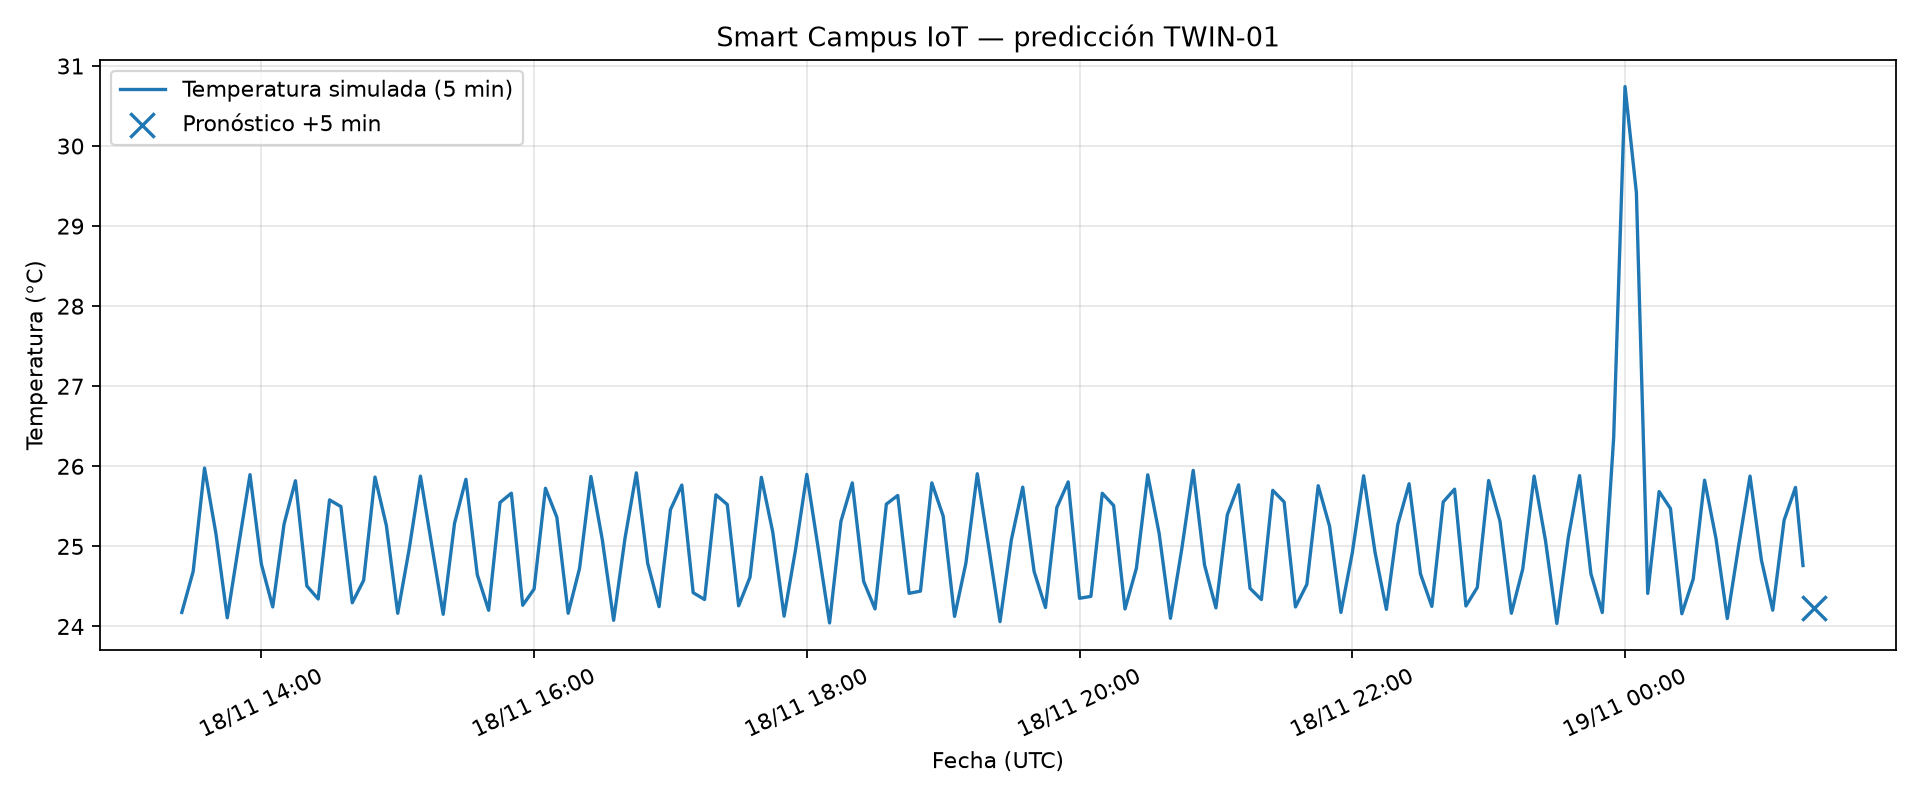 Smart Campus IoT — predicción TWIN-01
Temperatura simulada (5 min)
Pronóstico +5 min
Temperatura (°C)
31
30
29
28
27
26
25
24
18/11 14:00
18/11 16:00
18/11 18:00
18/11 20:00
18/11 22:00
19/11 00:00
Fecha (UTC)